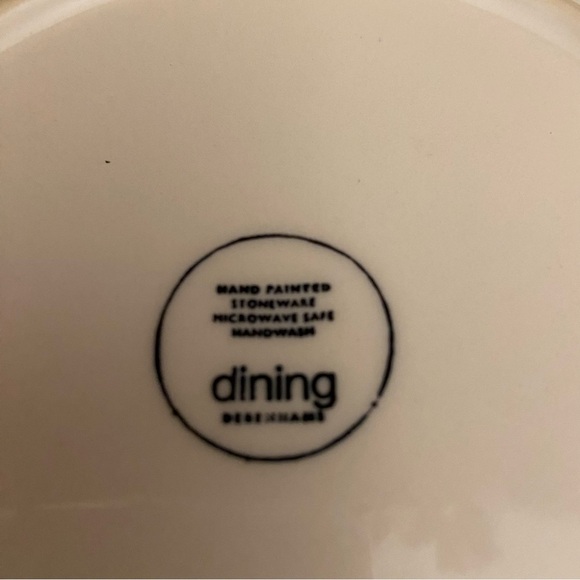 HAND PAINTED
STONEWARE
MICROWAVE SAFE
HANDWASH
dining
DEBENHAMS